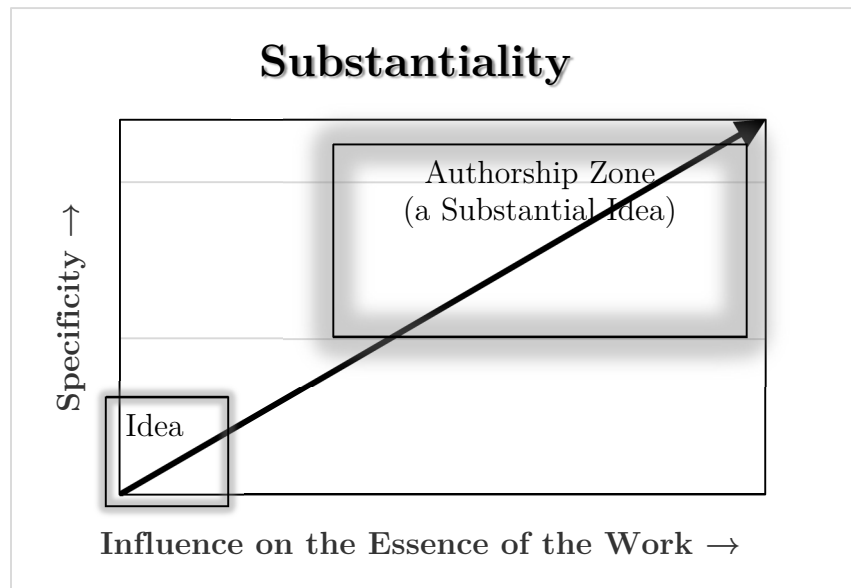 Substantiality
Authorship Zone
(a Substantial Idea)
Specificity →
Idea
Influence on the Essence of the Work →